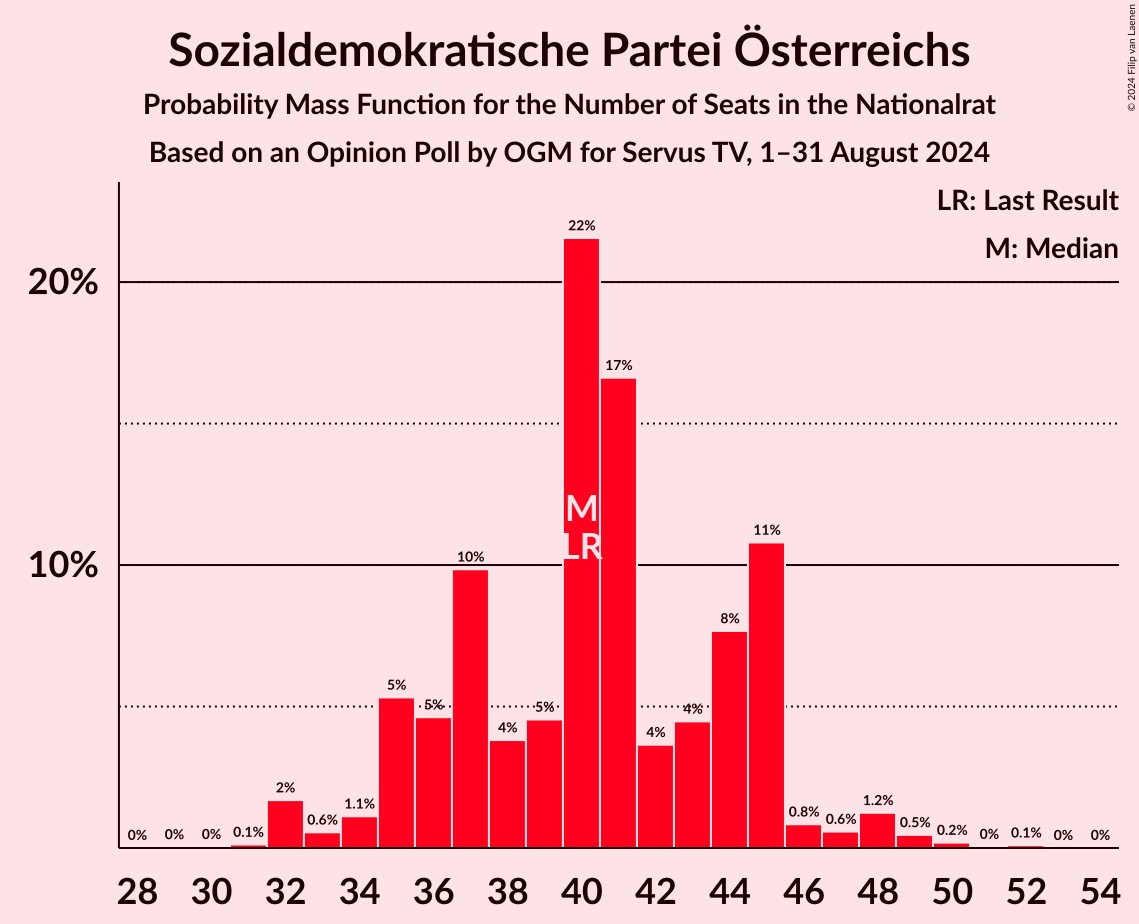 Sozialdemokratische Partei Österreichs
Probability Mass Function for the Number of Seats in the Nationalrat
Based on an Opinion Poll by OGM for Servus TV, 1–31 August 2024
© 2024 Filip van Laenen
LR: Last Result
M: Median
20%
10%
0% 0% 0% 0.1% 2% 0.6% 1.1% 5% 5% 10% 4% 5% 22% 17% 4% 4% 8% 11% 0.8% 0.6% 1.2% 0.5% 0.2% 0% 0.1% 0% 0%
M
LR
28 30 32 34 36 38 40 42 44 46 48 50 52 54